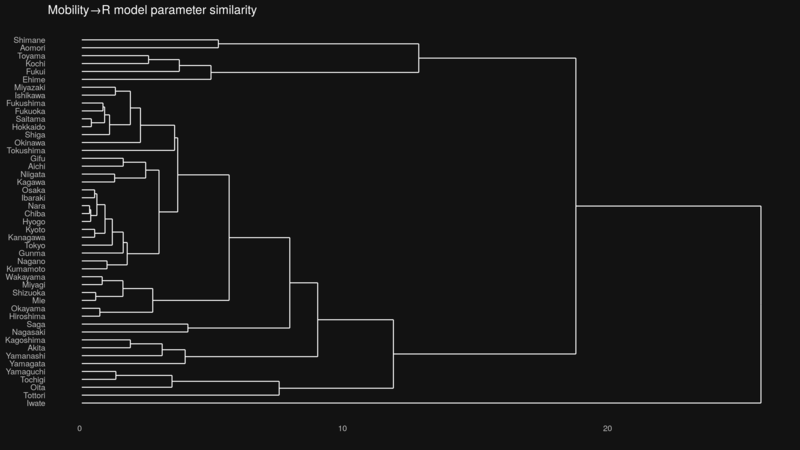 Mobility→R model parameter similarity
Shimane
Aomori
Toyama
Kochi
Fukui
Ehime
Miyazaki
Ishikawa
Fukushima
Fukuoka
Saitama
Hokkaido
Shiga
Okinawa
Tokushima
Gifu
Aichi
Niigata
Kagawa
Osaka
Ibaraki
Nara
Chiba
Hyogo
Kyoto
Kanagawa
Tokyo
Gunma
Nagano
Kumamoto
Wakayama
Miyagi
Shizuoka
Mie
Okayama
Hiroshima
Saga
Nagasaki
Kagoshima
Akita
Yamanashi
Yamagata
Yamaguchi
Tochigi
Oita
Tottori
Iwate
0 10 20